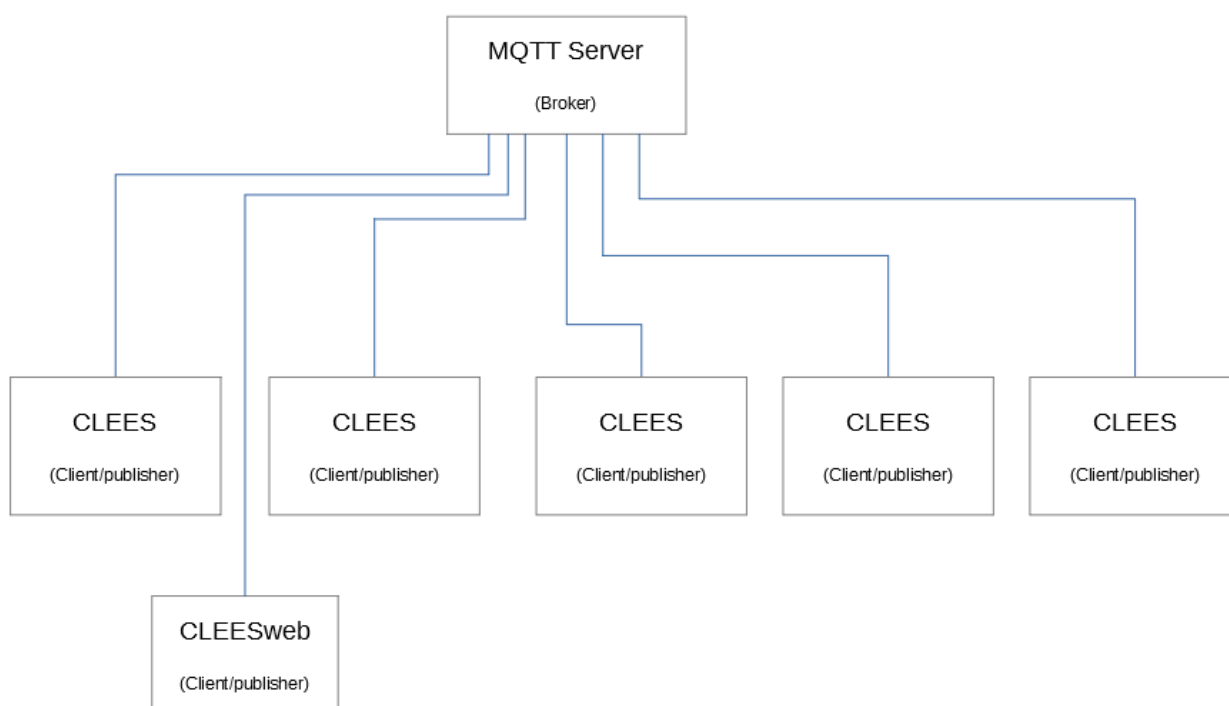 MQTT Server
(Broker)
CLEES
(Client/publisher)
CLEES
(Client/publisher)
CLEES
(Client/publisher)
CLEES
(Client/publisher)
CLEES
(Client/publisher)
CLEESweb
(Client/publisher)